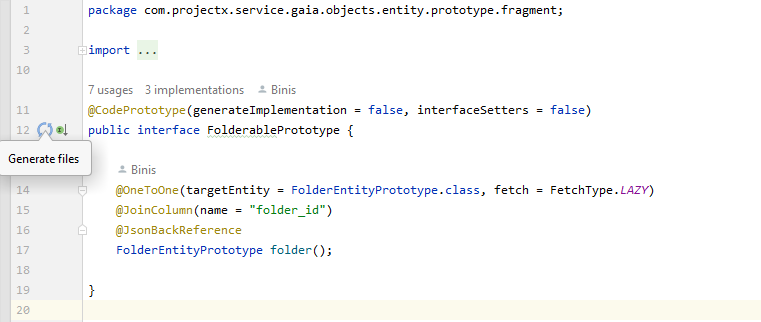 1 package com.projectx.service.gaia.objects.entity.prototype.fragment;
2
3 import ...
10
7 usages 3 implementations Binis
11 @CodePrototype(generateImplementation = false, interfaceSetters = false)
12 public interface FolderablePrototype {
Generate files
Binis
14 @OneToOne(targetEntity = FolderEntityPrototype.class, fetch = FetchType.LAZY)
15 @JoinColumn(name = "folder_id")
16 @JsonBackReference
17 FolderEntityPrototype folder();
18
19 }
20